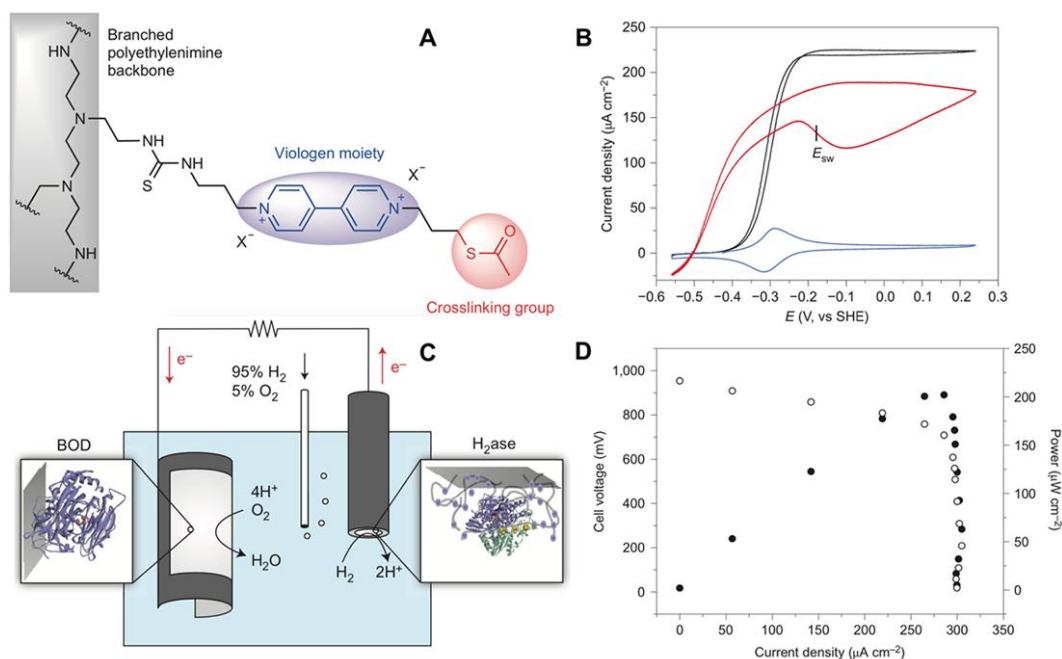 Branched
polyethylenimine
backbone
A
HN
N
NH
NH
S
N
NH
Viologen moiety
X⁻
N
+
N
+
X⁻
O
S
Crosslinking group
B
Current density (μA cm⁻²)
250
200
150
100
50
0
E_sw
−0.6 −0.5 −0.4 −0.3 −0.2 −0.1 0.0 0.1 0.2 0.3
E (V, vs SHE)
C
e⁻
95% H₂
5% O₂
e⁻
BOD
H₂ase
4H⁺
O₂
H₂O
H₂
2H⁺
D
Cell voltage (mV)
1,000
800
600
400
200
0
Power (μW cm⁻²)
250
200
150
100
50
0
0 50 100 150 200 250 300 350
Current density (μA cm⁻²)